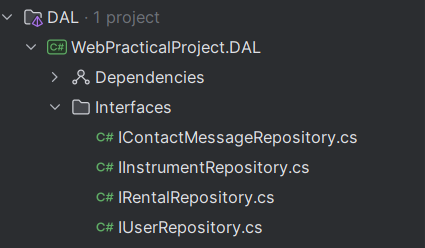 DAL · 1 project
C# WebPracticalProject.DAL
Dependencies
Interfaces
C# IContactMessageRepository.cs
C# IInstrumentRepository.cs
C# IRentalRepository.cs
C# IUserRepository.cs